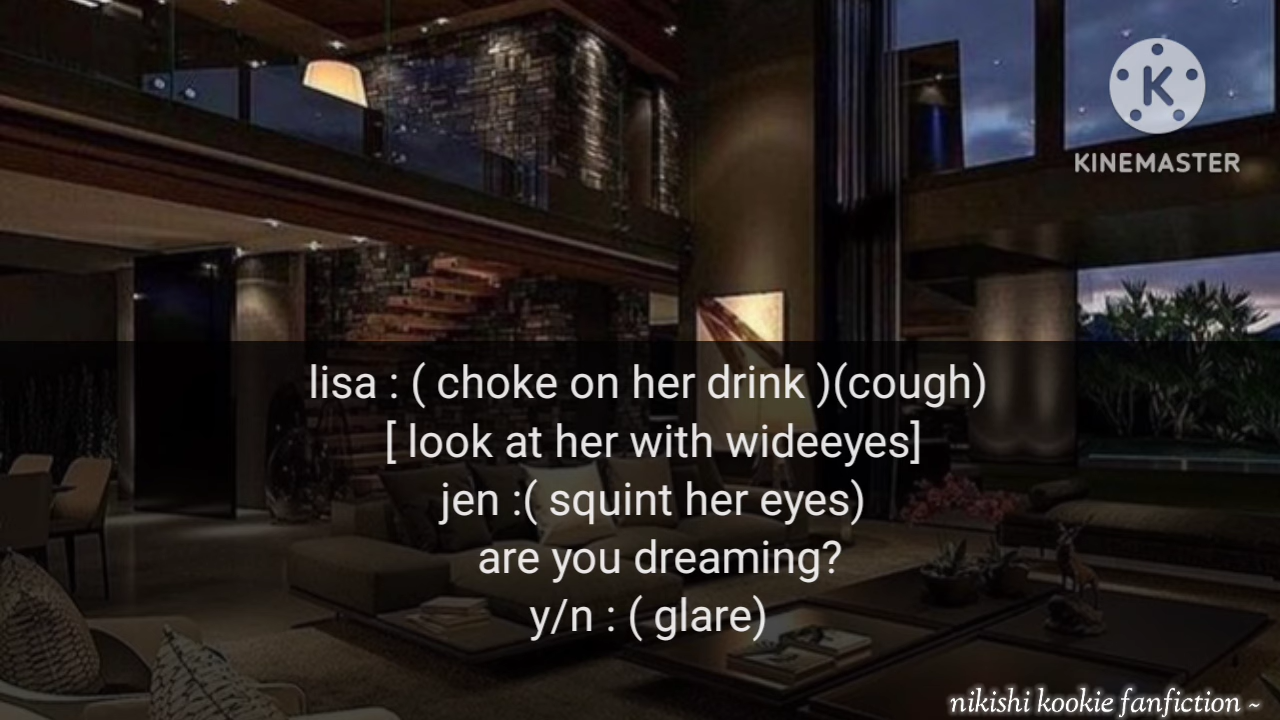 K
KINEMASTER
lisa : ( choke on her drink )(cough)
[ look at her with wideeyes]
jen :( squint her eyes)
are you dreaming?
y/n : ( glare)
nikishi kookie fanfiction ~